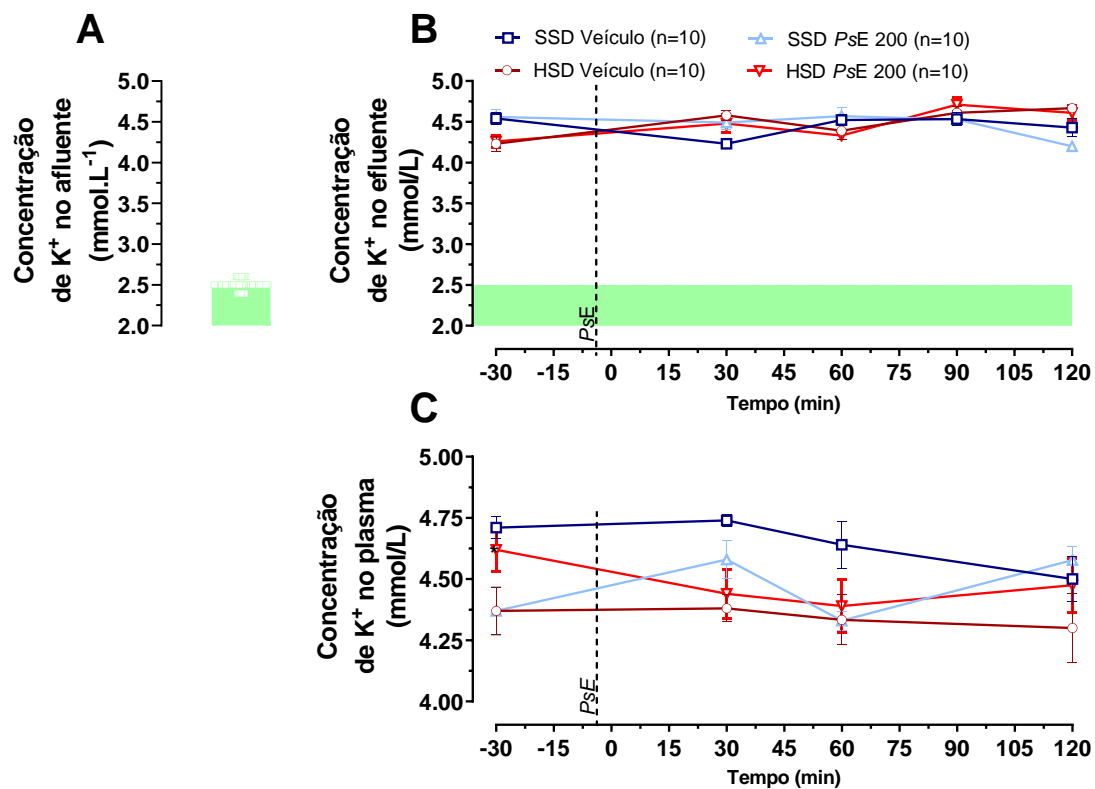 A
B
SSD Veículo (n=10)
SSD PsE 200 (n=10)
HSD Veículo (n=10)
HSD PsE 200 (n=10)
Concentração
de K⁺ no afluente
(mmol.L⁻¹)
5.0
4.5
4.0
3.5
3.0
2.5
2.0
Concentração
de K⁺ no efluente
(mmol/L)
5.0
4.5
4.0
3.5
3.0
2.5
2.0
PsE
-30 -15 0 15 30 45 60 75 90 105 120
Tempo (min)
C
Concentração
de K⁺ no plasma
(mmol/L)
5.00
4.75
4.50
4.25
4.00
*
PsE
-30 -15 0 15 30 45 60 75 90 105 120
Tempo (min)